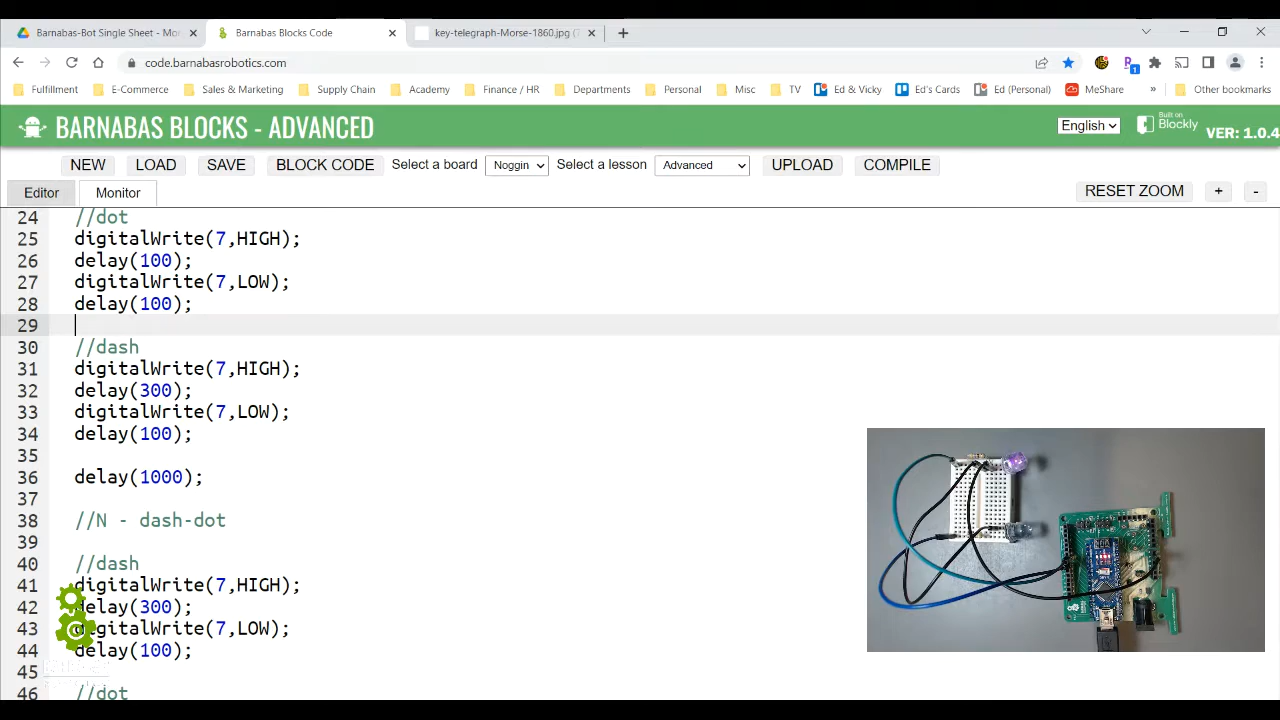 Barnabas-Bot Single Sheet - Mor
Barnabas Blocks Code
key-telegraph-Morse-1860.jpg (7
code.barnabasrobotics.com
Fulfillment
E-Commerce
Sales & Marketing
Supply Chain
Academy
Finance / HR
Departments
Personal
Misc
TV
Ed & Vicky
Ed's Cards
Ed (Personal)
MeShare
»
Other bookmarks
BARNABAS BLOCKS - ADVANCED
English
Built on
Blockly
VER: 1.0.4
NEW
LOAD
SAVE
BLOCK CODE
Select a board
Noggin
Select a lesson
Advanced
UPLOAD
COMPILE
Editor
Monitor
RESET ZOOM
+
-
24 //dot
25 digitalWrite(7,HIGH);
26 delay(100);
27 digitalWrite(7,LOW);
28 delay(100);
29
30 //dash
31 digitalWrite(7,HIGH);
32 delay(300);
33 digitalWrite(7,LOW);
34 delay(100);
35
36 delay(1000);
37
38 //N - dash-dot
39
40 //dash
41 digitalWrite(7,HIGH);
42 delay(300);
43 digitalWrite(7,LOW);
44 delay(100);
45
46 //dot